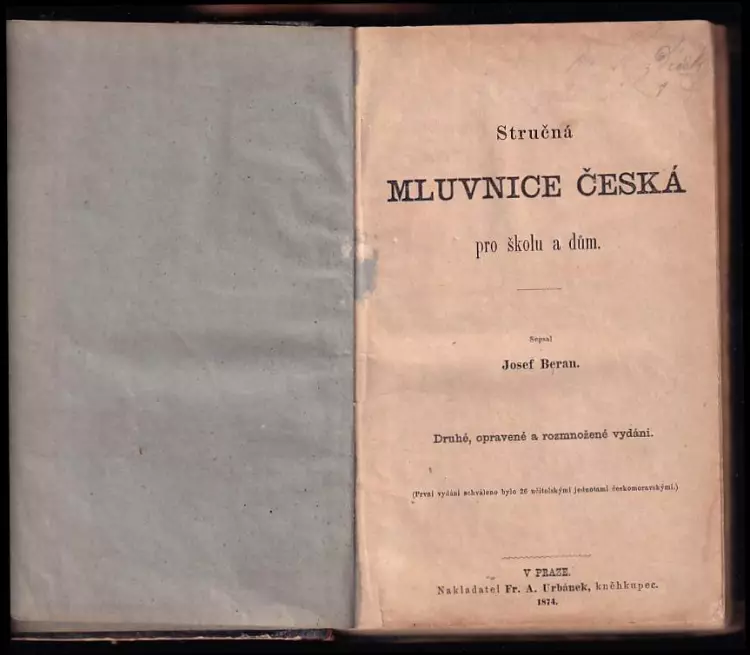 Stručná
MLUVNICE ČESKÁ
pro školu a dům.
Sepsal
Josef Beran.
Druhé, opravené a rozmnožené vydání.
(První vydání schváleno bylo 26 učitelskými jednotami českomoravskými.)
V PRAZE.
Nakladatel Fr. A. Urbánek, kněhkupec.
1874.